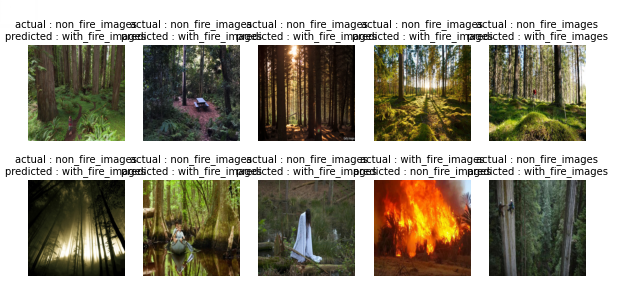 actual : non_fire_images actual : non_fire_images actual : non_fire_images actual : non_fire_images actual : non_fire_images
predicted : with_fire_images predicted : with_fire_images predicted : with_fire_images predicted : with_fire_images predicted : with_fire_images
actual : non_fire_images actual : non_fire_images actual : non_fire_images actual : with_fire_images actual : non_fire_images
predicted : with_fire_images predicted : with_fire_images predicted : with_fire_images predicted : non_fire_images predicted : with_fire_images